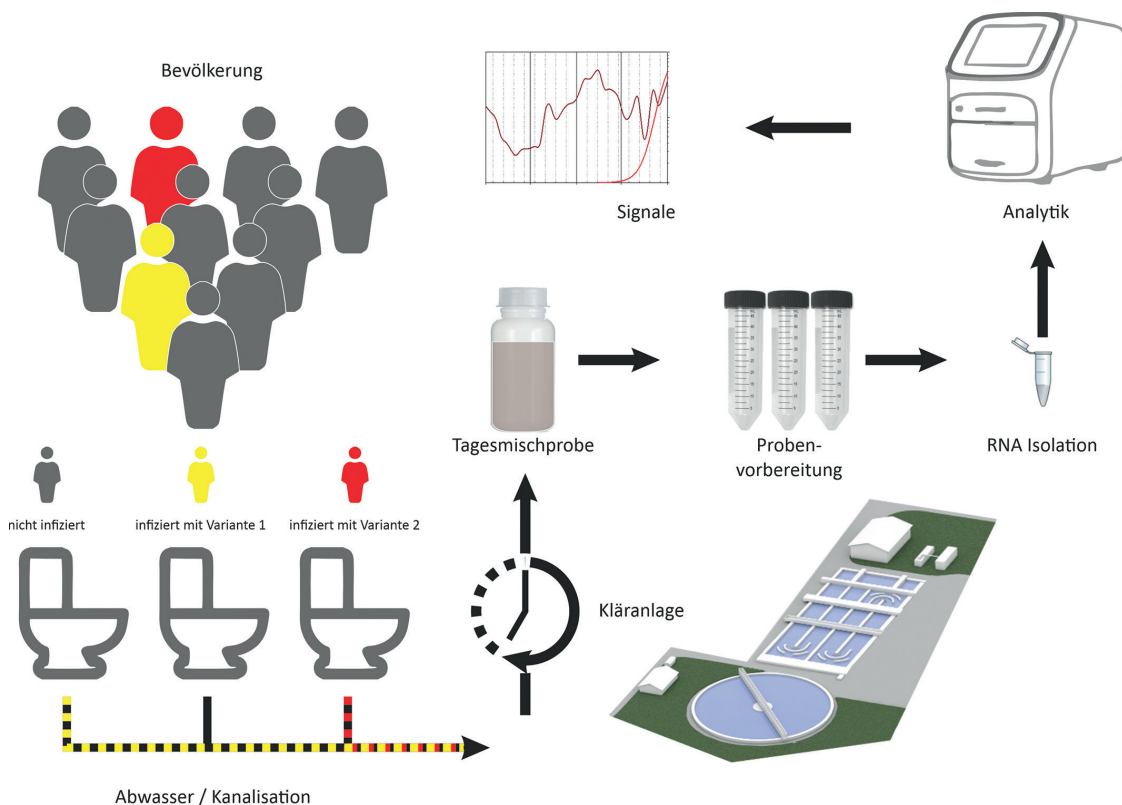 Bevölkerung
nicht infiziert
infiziert mit Variante 1
infiziert mit Variante 2
Abwasser / Kanalisation
Kläranlage
Tagesmischprobe
Proben-
vorbereitung
RNA Isolation
Analytik
Signale